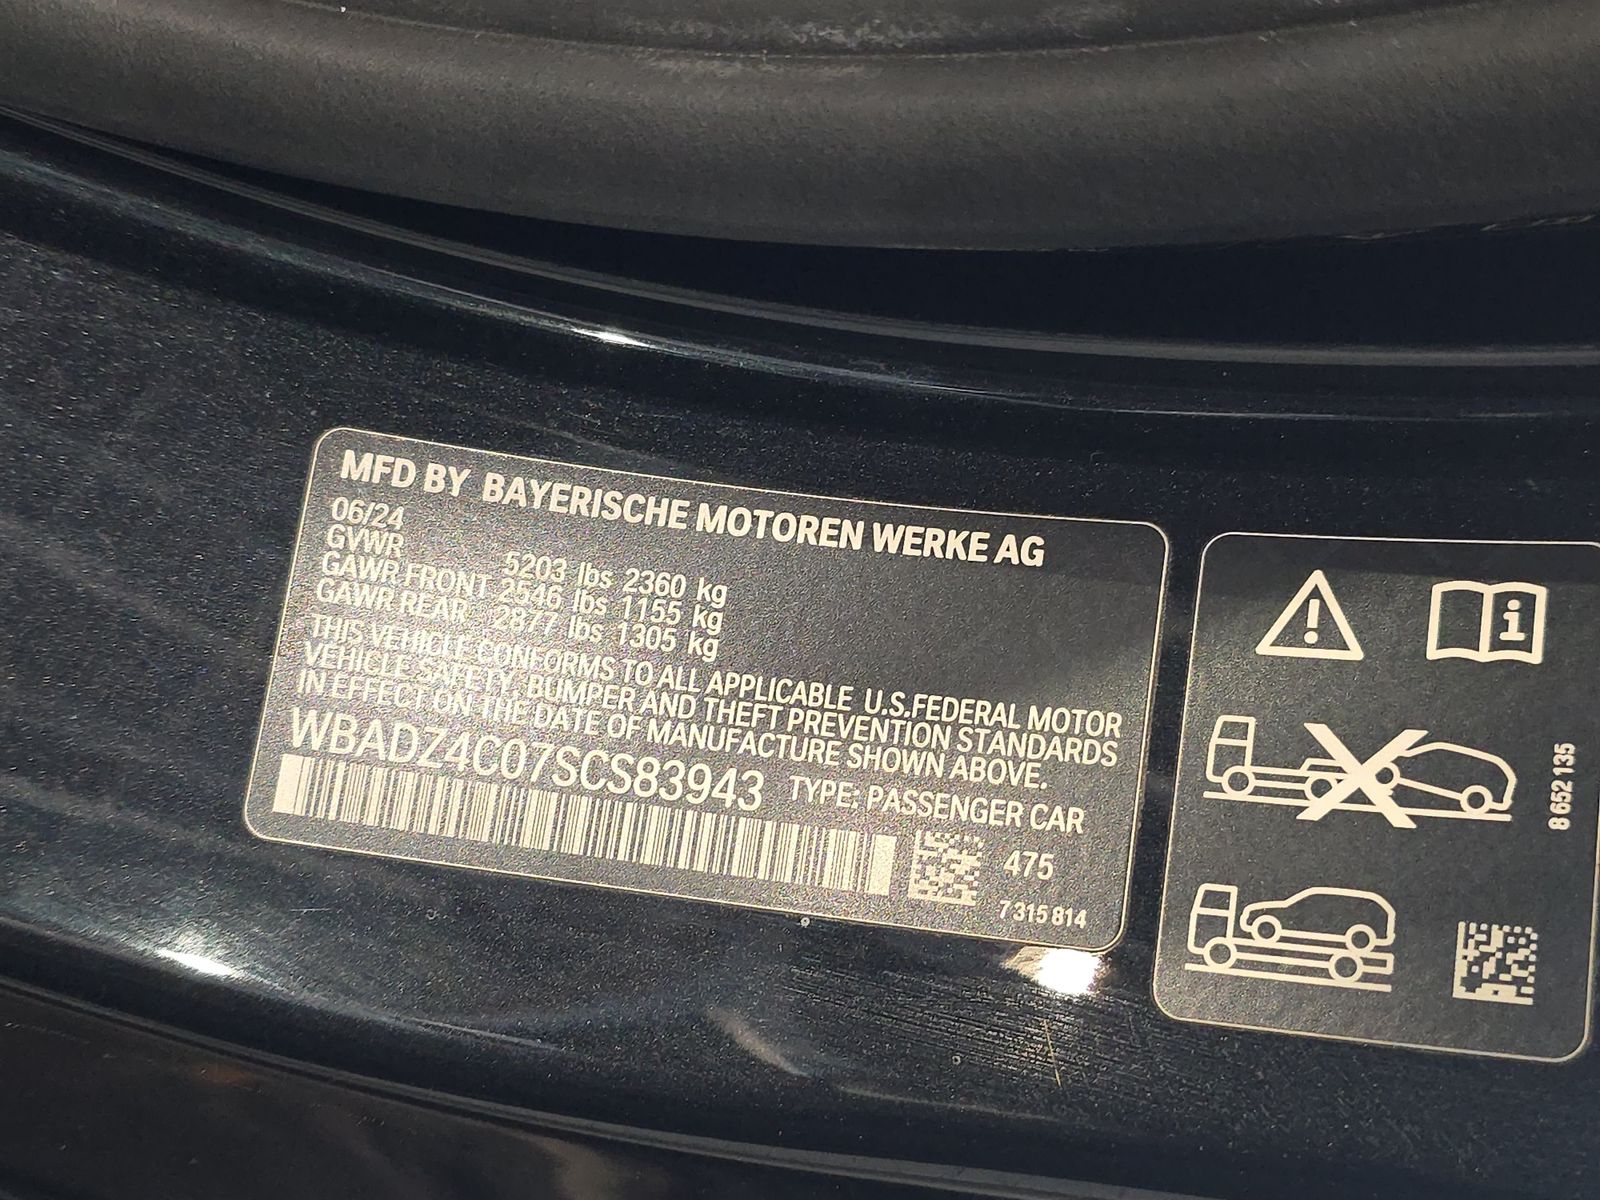 MFD BY BAYERISCHE MOTOREN WERKE AG
06/24
GVWR 5203 lbs 2360 kg
GAWR FRONT 2546 lbs 1155 kg
GAWR REAR 2877 lbs 1305 kg
THIS VEHICLE CONFORMS TO ALL APPLICABLE U.S.FEDERAL MOTOR
VEHICLE SAFETY, BUMPER AND THEFT PREVENTION STANDARDS
IN EFFECT ON THE DATE OF MANUFACTURE SHOWN ABOVE.
WBADZ4C07SCS83943 TYPE: PASSENGER CAR
475
7 315 814
8 652 135